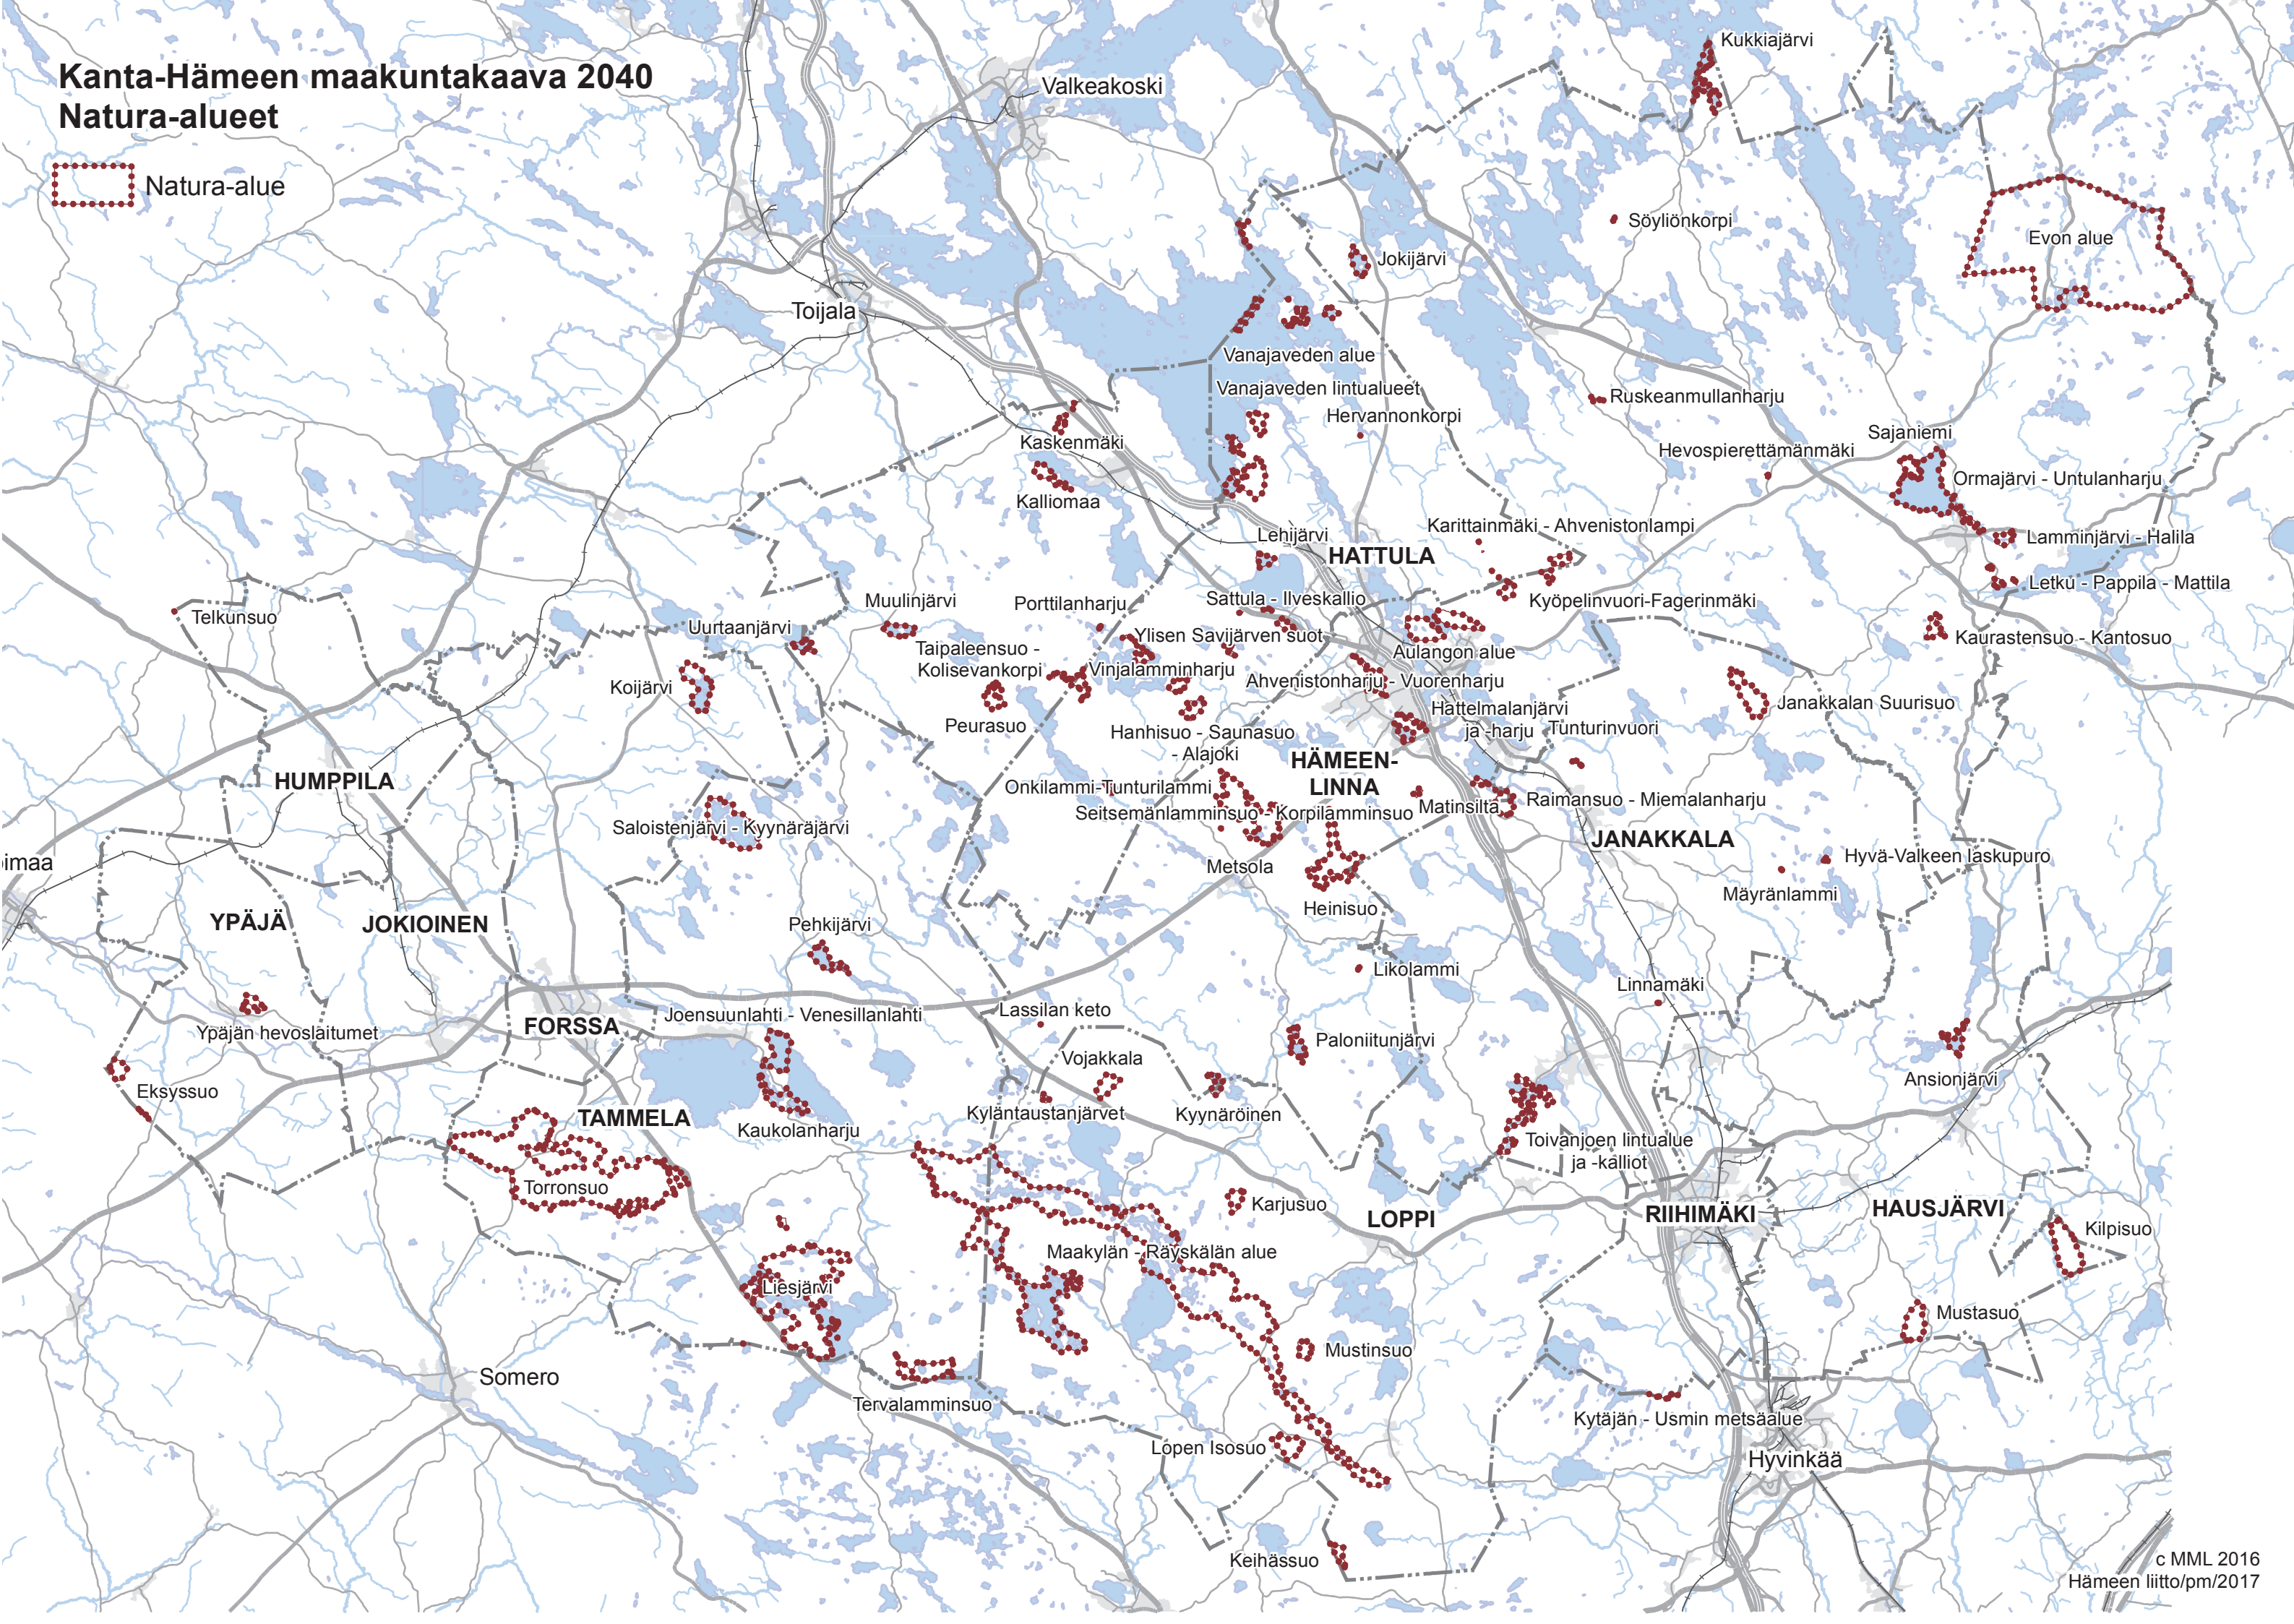 Kanta-Hämeen maakuntakaava 2040
Natura-alueet
Natura-alue
Kukkiajärvi
Valkeakoski
Söyliönkorpi
Evon alue
Jokijärvi
Toijala
Vanajaveden alue
Vanajaveden lintualueet
Ruskeanmullanharju
Hervannonkorpi
Kaskenmäki
Sajaniemi
Hevospierettämänmäki
Ormajärvi - Untulanharju
Kalliomaa
Karittainmäki - Ahvenistonlampi
Lehijärvi
Lamminjärvi - Halila
HATTULA
Letku - Pappila - Mattila
Sattula - Ilveskallio
Kyöpelinvuori-Fagerinmäki
Muulinjärvi
Porttilanharju
Telkunsuo
Uurtaanjärvi
Ylisen Savijärven suot
Kaurastensuo - Kantosuo
Taipaleensuo -
Kolisevankorpi
Aulangon alue
Vinjalamminharju
Ahvenistonharju - Vuorenharju
Koijärvi
Janakkalan Suurisuo
Hattelmalanjärvi
ja -harju
Peurasuo
Tunturinvuori
Hanhisuo - Saunasuo
- Alajoki
HÄMEEN-
LINNA
HUMPPILA
Onkilammi-Tunturilammi
Raimansuo - Miemalanharju
Matinsilta
Seitsemänlamminsuo - Korpilamminsuo
Saloistenjärvi - Kyynäräjärvi
JANAKKALA
imaa
Hyvä-Valkeen laskupuro
Metsola
Mäyränlammi
Heinisuo
YPÄJÄ
JOKIOINEN
Pehkijärvi
Likolammi
Linnamäki
Lassilan keto
Joensuunlahti - Venesillanlahti
FORSSA
Ypäjän hevoslaitumet
Paloniitunjärvi
Vojakkala
Ansionjärvi
Eksyssuo
Kyläntaustanjärvet
Kyynäröinen
TAMMELA
Kaukolanharju
Toivanjoen lintualue
ja -kalliot
Torronsuo
Karjusuo
LOPPI
RIIHIMÄKI
HAUSJÄRVI
Kilpisuo
Maakylän - Räyskälän alue
Liesjärvi
Mustasuo
Mustinsuo
Somero
Tervalamminsuo
Kytäjän - Usmin metsäalue
Lopen Isosuo
Hyvinkää
Keihässuo
c MML 2016
Hämeen liitto/pm/2017